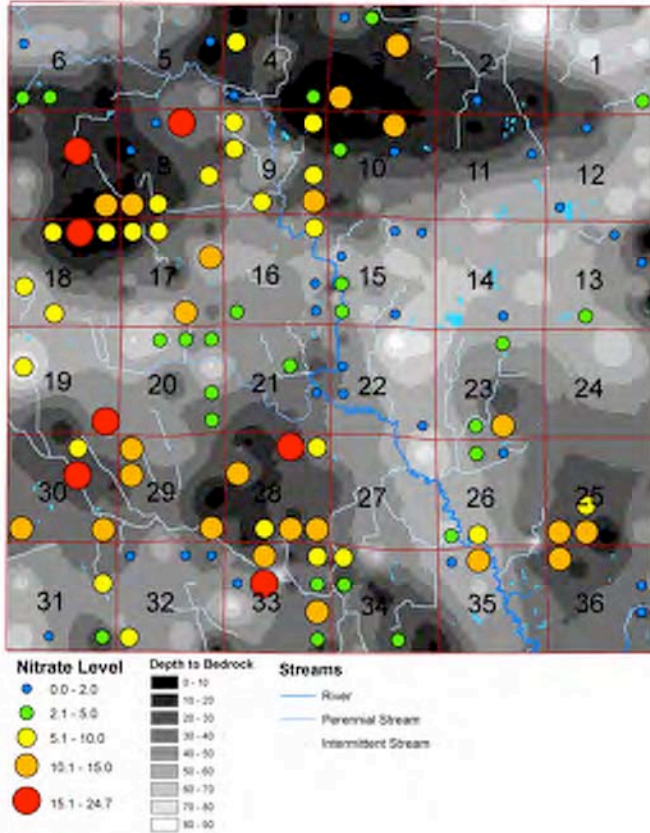 6 5 4 3 2 1
7 8 9 10 11 12
18 17 16 15 14 13
19 20 21 22 23 24
30 29 28 27 26 25
31 32 33 34 35 36
Nitrate Level
0.0 - 2.0
2.1 - 5.0
5.1 - 10.0
10.1 - 15.0
15.1 - 24.7
Depth to Bedrock
0 - 10
10 - 20
20 - 30
30 - 40
40 - 50
50 - 60
60 - 70
70 - 80
80 - 90
Streams
River
Perennial Stream
Intermittent Stream